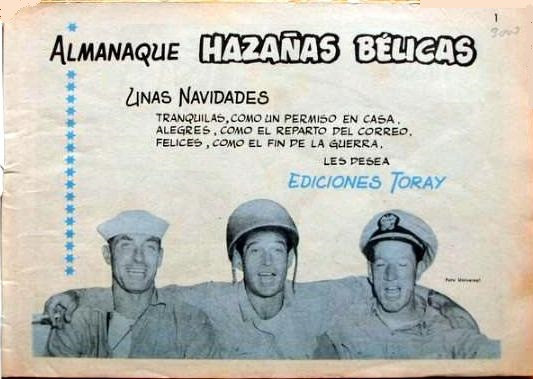 1
3000
ALMANAQUE HAZAÑAS BÉLICAS
UNAS NAVIDADES
TRANQUILAS, COMO UN PERMISO EN CASA.
ALEGRES, COMO EL REPARTO DEL CORREO.
FELICES, COMO EL FIN DE LA GUERRA.
LES DESEA
EDICIONES TORAY
Foto Universal